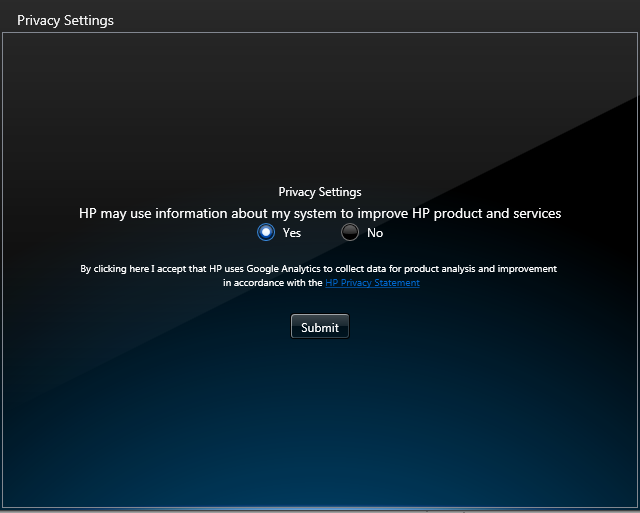 Privacy Settings
Privacy Settings
HP may use information about my system to improve HP product and services
Yes No
By clicking here I accept that HP uses Google Analytics to collect data for product analysis and improvement
in accordance with the HP Privacy Statement
Submit